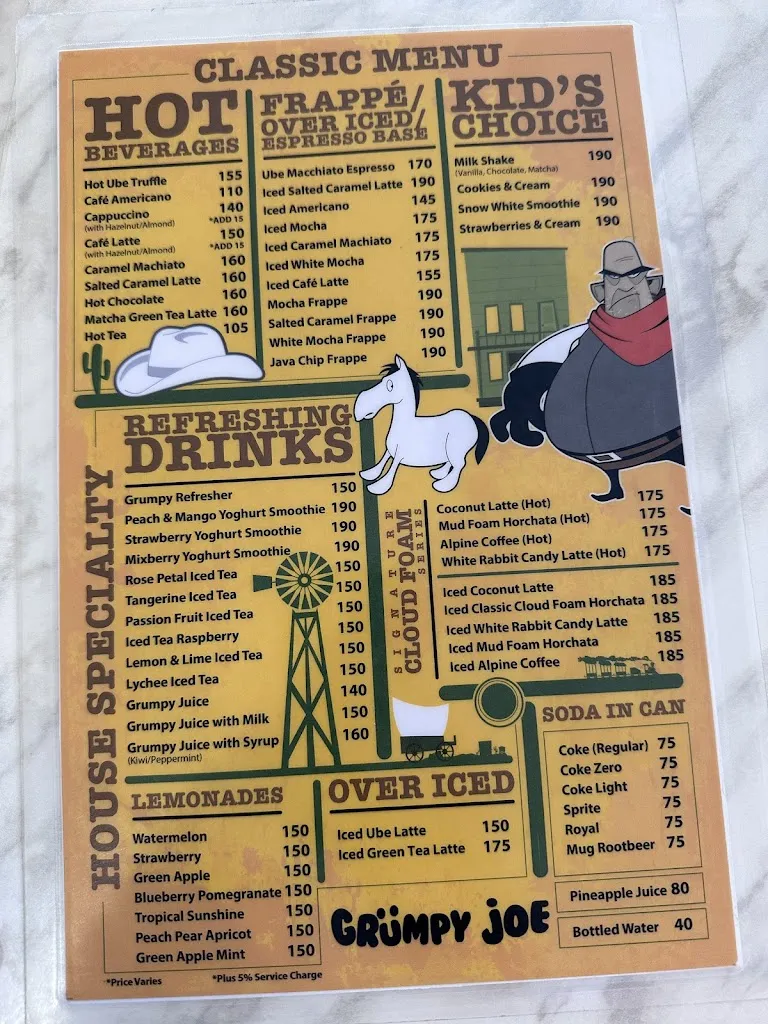 CLASSIC MENU
HOT
BEVERAGES
Hot Ube Truffle 155
Café Americano 110
Cappuccino 140
(with Hazelnut/Almond) *ADD 15
Café Latte 150
(with Hazelnut/Almond) *ADD 15
Caramel Machiato 160
Salted Caramel Latte 160
Hot Chocolate 160
Matcha Green Tea Latte 160
Hot Tea 105
FRAPPÉ/
OVER ICED/
ESPRESSO BASE
Ube Macchiato Espresso 170
Iced Salted Caramel Latte 190
Iced Americano 145
Iced Mocha 175
Iced Caramel Machiato 175
Iced White Mocha 175
Iced Café Latte 155
Mocha Frappe 190
Salted Caramel Frappe 190
White Mocha Frappe 190
Java Chip Frappe 190
KID'S
CHOICE
Milk Shake 190
(Vanilla, Chocolate, Matcha)
Cookies & Cream 190
Snow White Smoothie 190
Strawberries & Cream 190
HOUSE SPECIALTY
REFRESHING
DRINKS
Grumpy Refresher 150
Peach & Mango Yoghurt Smoothie 190
Strawberry Yoghurt Smoothie 190
Mixberry Yoghurt Smoothie 190
Rose Petal Iced Tea 150
Tangerine Iced Tea 150
Passion Fruit Iced Tea 150
Iced Tea Raspberry 150
Lemon & Lime Iced Tea 150
Lychee Iced Tea 150
Grumpy Juice 140
Grumpy Juice with Milk 150
Grumpy Juice with Syrup 160
(Kiwi/Peppermint)
SIGNATURE
CLOUD FOAM
SERIES
Coconut Latte (Hot) 175
Mud Foam Horchata (Hot) 175
Alpine Coffee (Hot) 175
White Rabbit Candy Latte (Hot) 175
Iced Coconut Latte 185
Iced Classic Cloud Foam Horchata 185
Iced White Rabbit Candy Latte 185
Iced Mud Foam Horchata 185
Iced Alpine Coffee 185
LEMONADES
Watermelon 150
Strawberry 150
Green Apple 150
Blueberry Pomegranate 150
Tropical Sunshine 150
Peach Pear Apricot 150
Green Apple Mint 150
OVER ICED
Iced Ube Latte 150
Iced Green Tea Latte 175
SODA IN CAN
Coke (Regular) 75
Coke Zero 75
Coke Light 75
Sprite 75
Royal 75
Mug Rootbeer 75
Pineapple Juice 80
Bottled Water 40
GRÜMPY JOE
*Price Varies *Plus 5% Service Charge